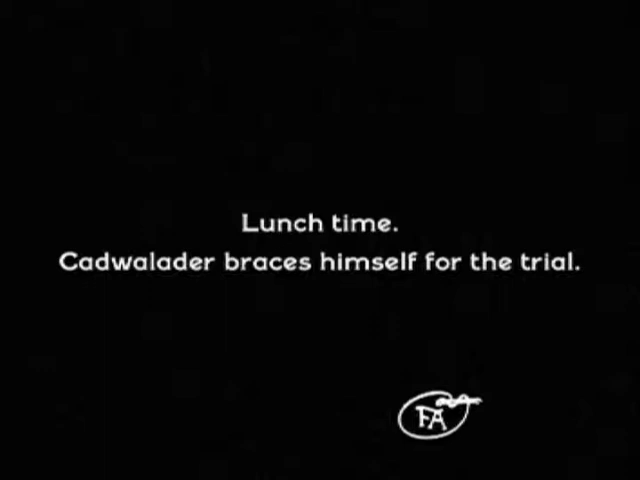 Lunch time.
Cadwalader braces himself for the trial.
FA